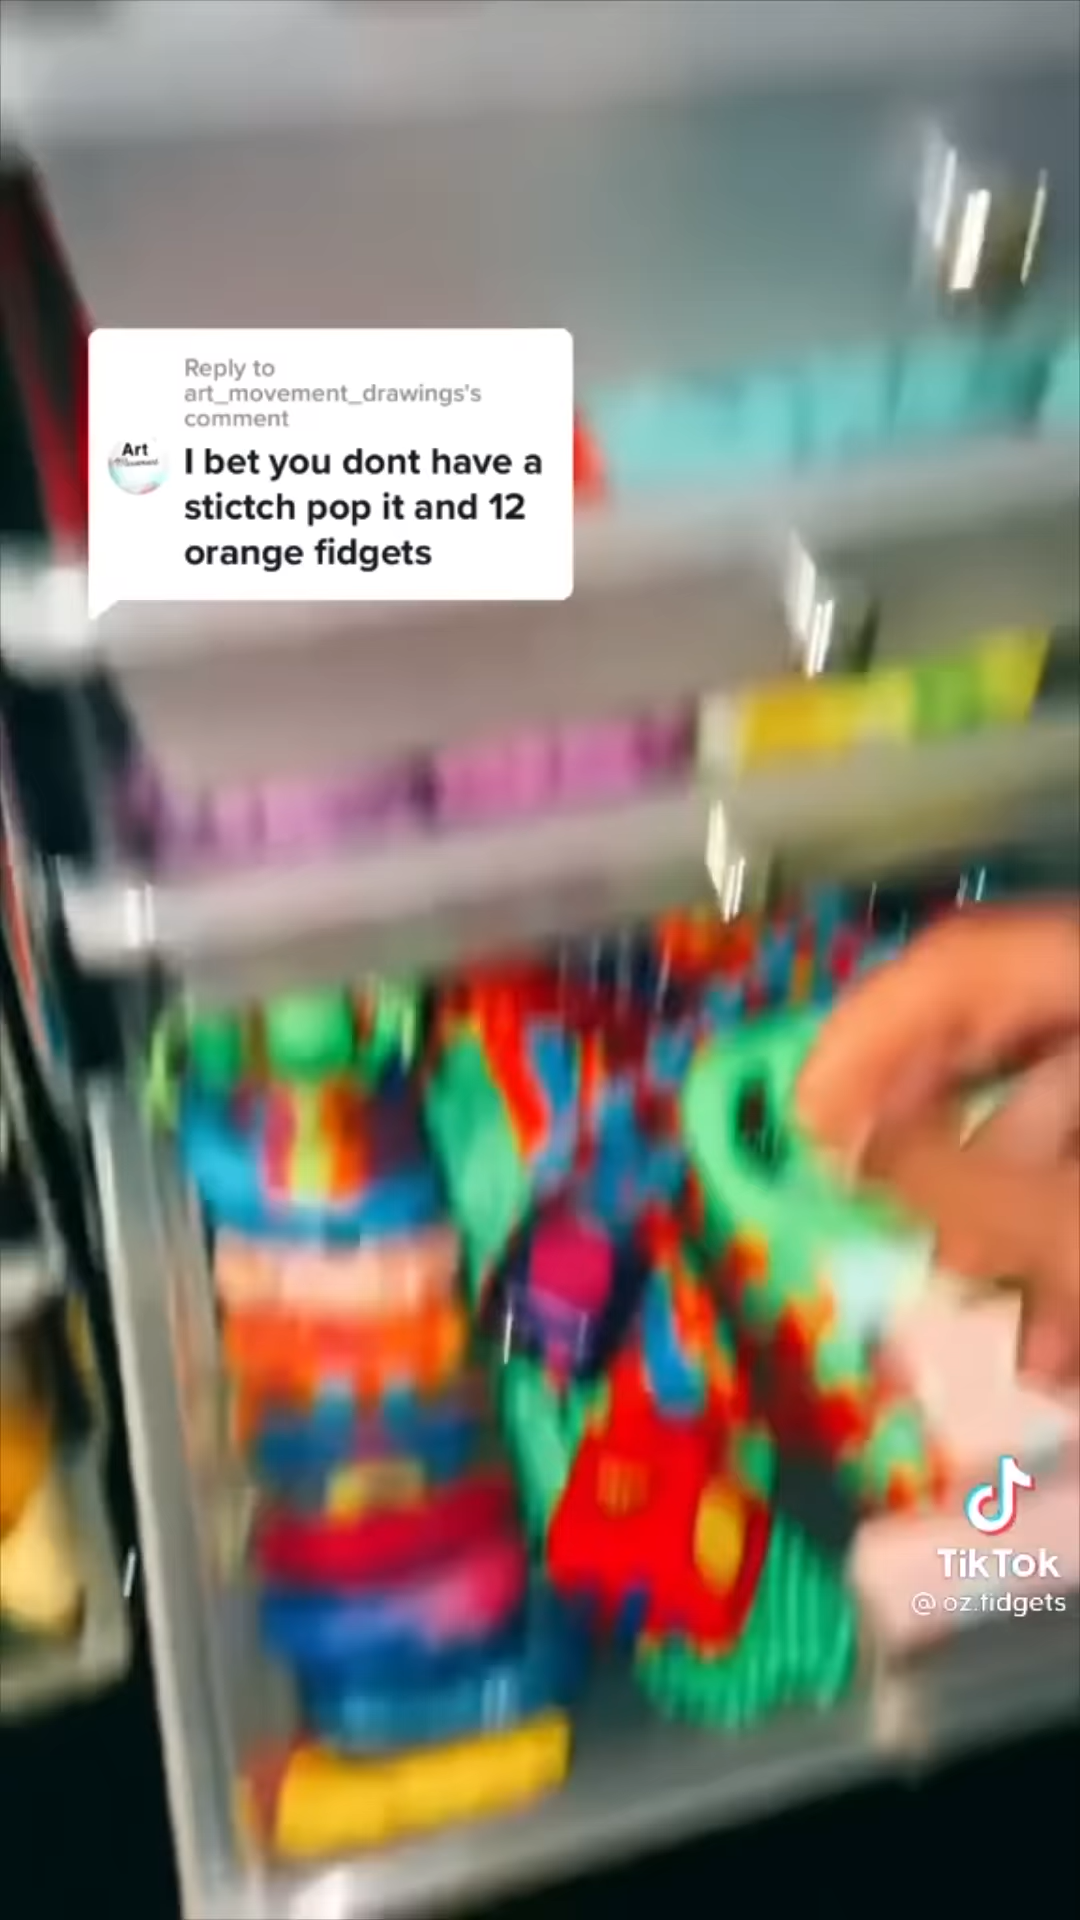 Reply to
art_movement_drawings's
comment
Art
I bet you dont have a
stictch pop it and 12
orange fidgets
TikTok
@ oz.fidgets